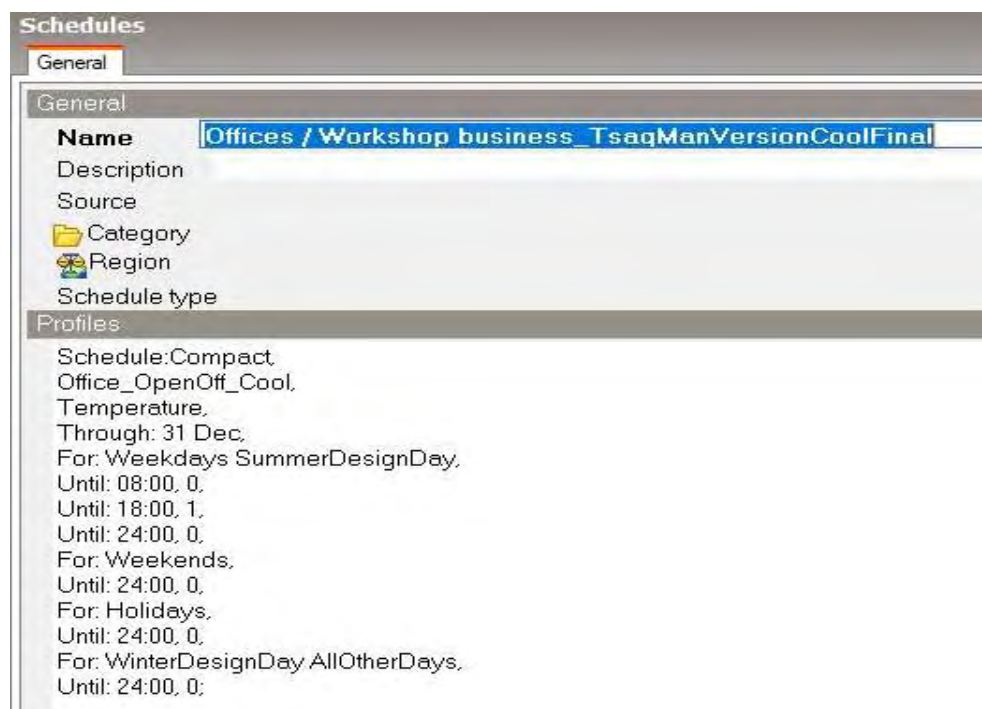 Schedules
General
General
Name Offices / Workshop business_TsaqManVersionCoolFinal
Description
Source
Category
Region
Schedule type
Profiles
Schedule:Compact,
Office_OpenOff_Cool,
Temperature,
Through: 31 Dec,
For: Weekdays SummerDesignDay,
Until: 08:00, 0,
Until: 18:00, 1,
Until: 24:00, 0,
For: Weekends,
Until: 24:00, 0,
For: Holidays,
Until: 24:00, 0,
For: WinterDesignDay AllOtherDays,
Until: 24:00, 0;